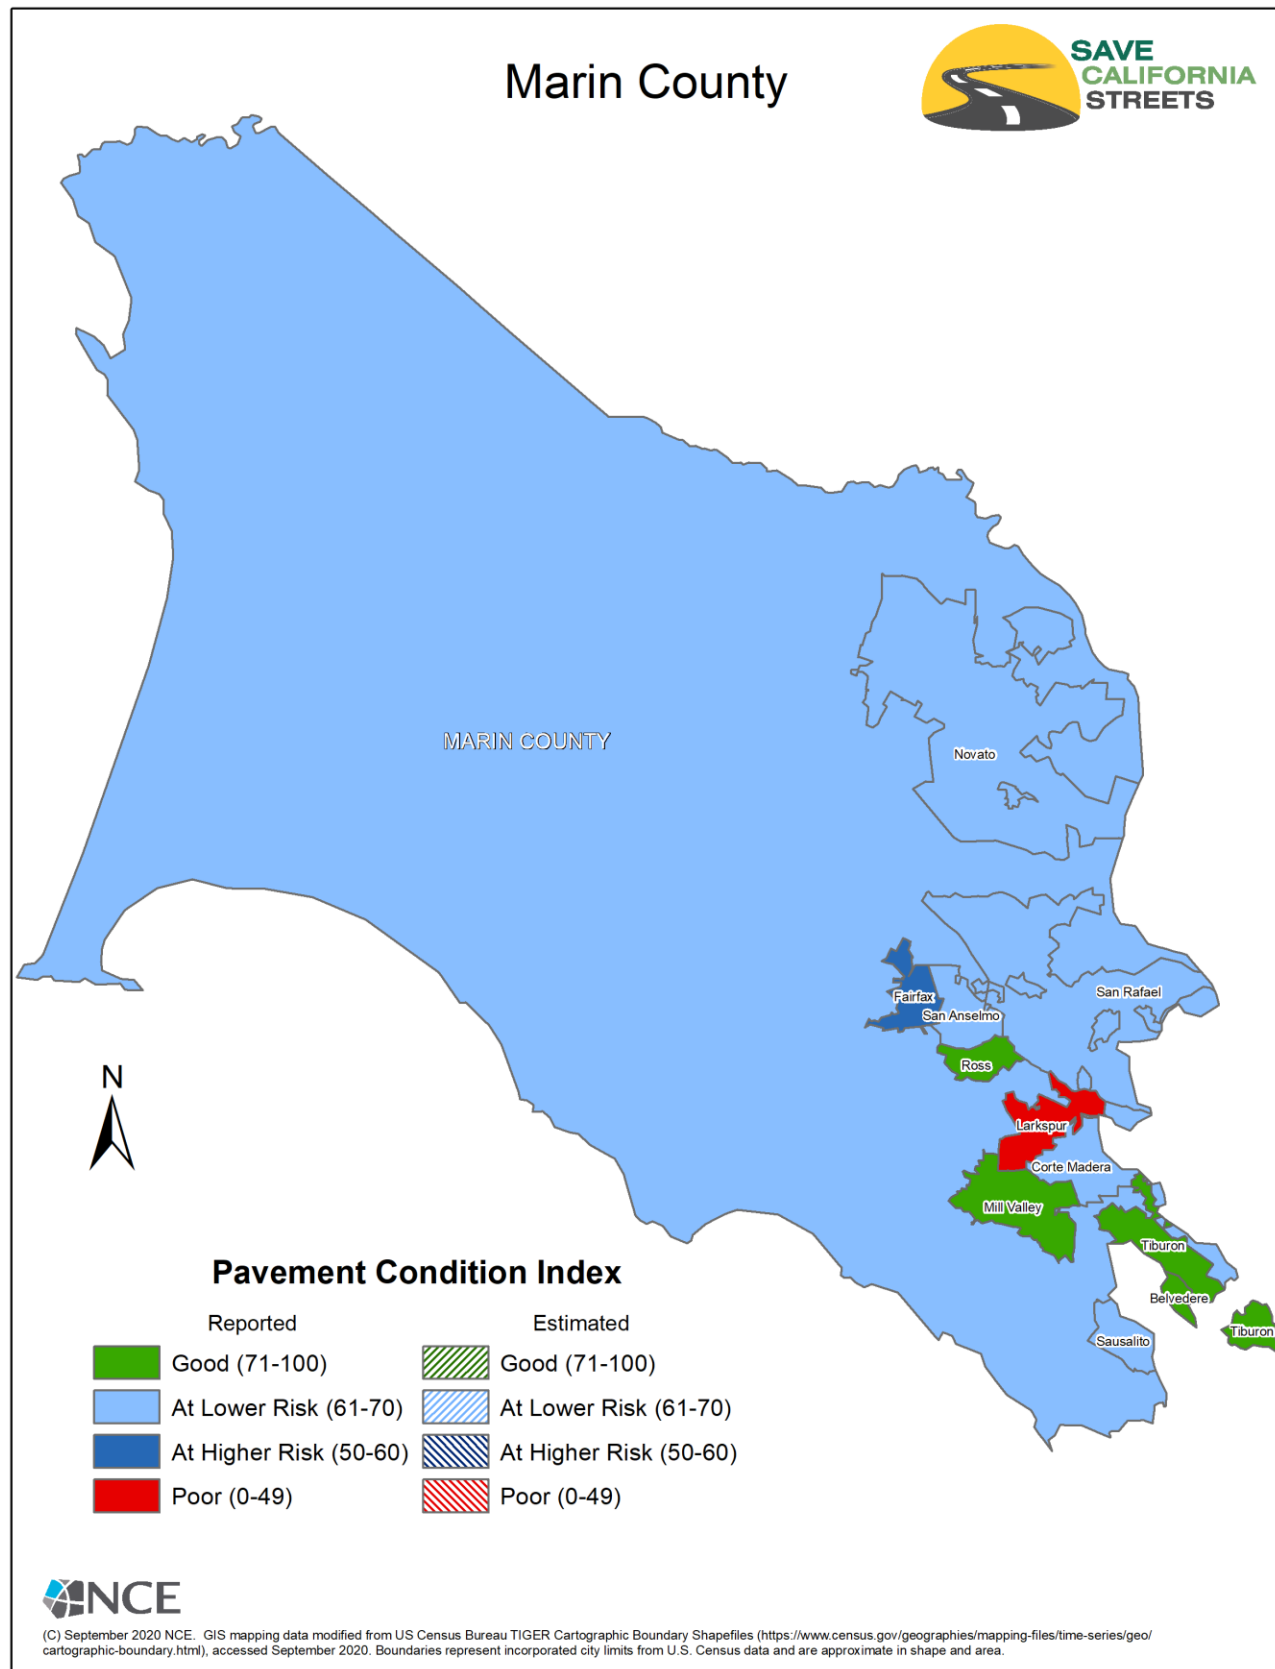 Marin County
SAVE
CALIFORNIA
STREETS
MARIN COUNTY
Novato
San Rafael
Fairfax
San Anselmo
Ross
Larkspur
Corte Madera
Mill Valley
Tiburon
Belvedere
Tiburon
Sausalito
N
Pavement Condition Index
Reported Estimated
Good (71-100) Good (71-100)
At Lower Risk (61-70) At Lower Risk (61-70)
At Higher Risk (50-60) At Higher Risk (50-60)
Poor (0-49) Poor (0-49)
NCE
(C) September 2020 NCE. GIS mapping data modified from US Census Bureau TIGER Cartographic Boundary Shapefiles (https://www.census.gov/geographies/mapping-files/time-series/geo/
cartographic-boundary.html), accessed September 2020. Boundaries represent incorporated city limits from U.S. Census data and are approximate in shape and area.